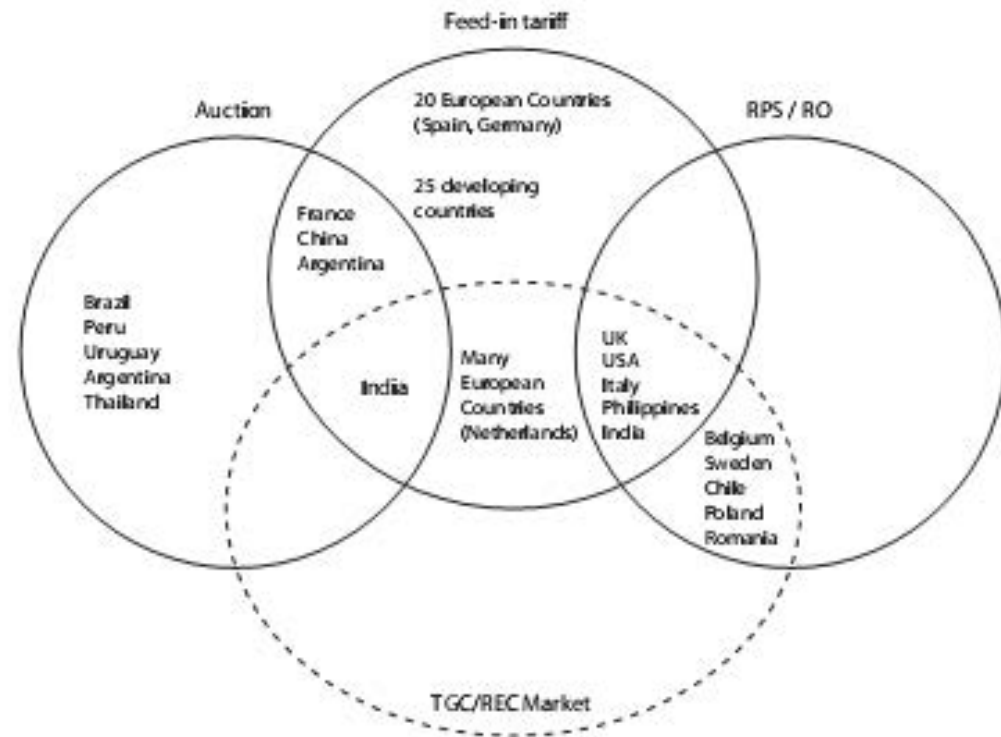 Feed-in tariff
Auction
RPS / RO
20 European Countries
(Spain, Germany)
25 developing
countries
France
China
Argentina
Brazil
Peru
Uruguay
Argentina
Thailand
India
Many
European
Countries
(Netherlands)
UK
USA
Italy
Philippines
India
Belgium
Sweden
Chile
Poland
Romania
TGC/REC Market